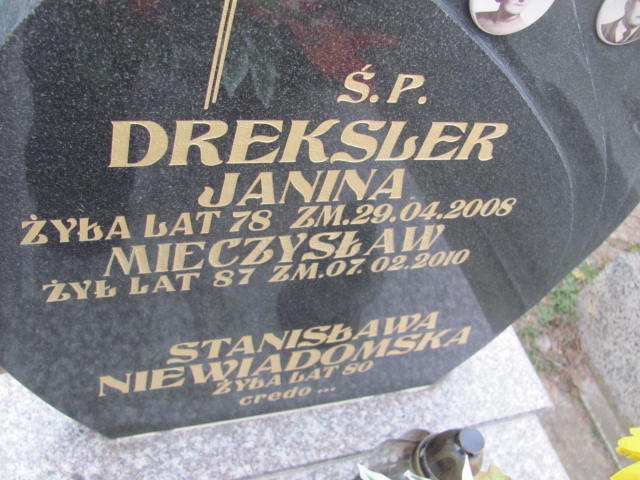 Ś.P.
DREKSLER
JANINA
ŻYŁA LAT 78 ZM.29.04.2008
MIECZYSŁAW
ŻYŁ LAT 87 ZM.07.02.2010
STANISŁAWA
NIEWIADOMSKA
ŻYŁA LAT 80
credo ...